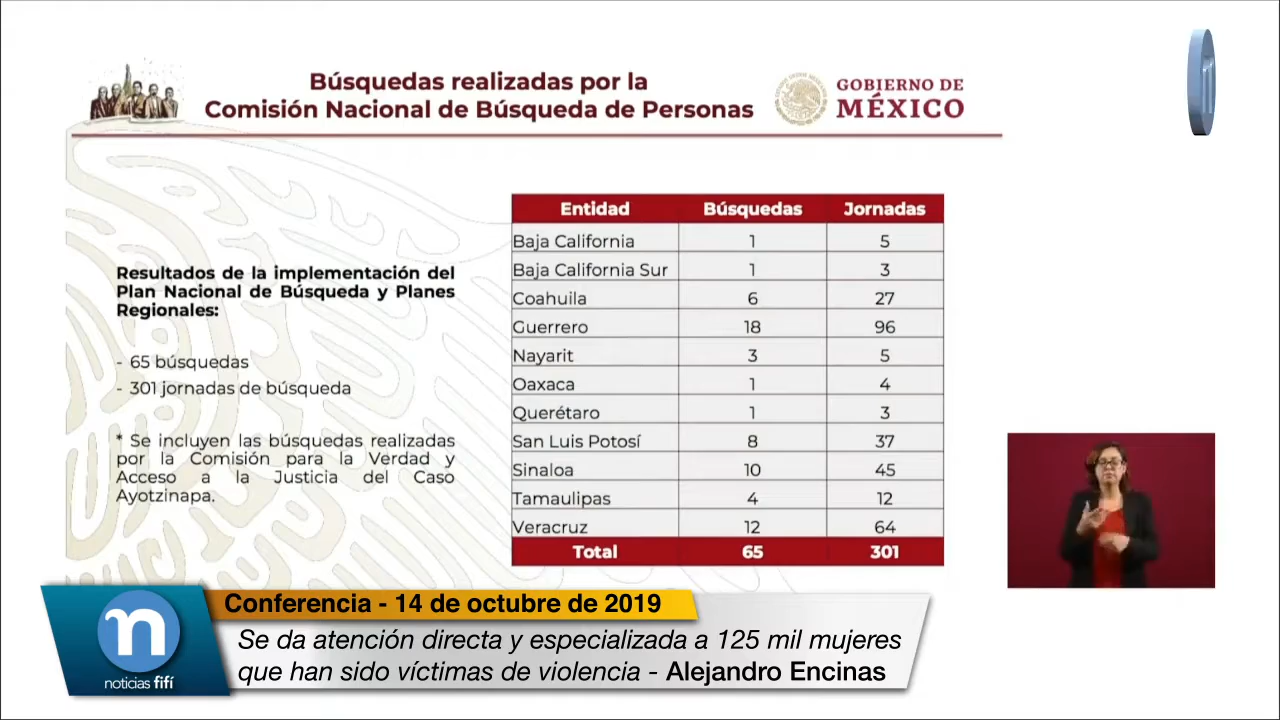 Búsquedas realizadas por la
Comisión Nacional de Búsqueda de Personas
GOBIERNO DE
MÉXICO
Resultados de la implementación del
Plan Nacional de Búsqueda y Planes
Regionales:
- 65 búsquedas
- 301 jornadas de búsqueda
* Se incluyen las búsquedas realizadas
por la Comisión para la Verdad y
Acceso a la Justicia del Caso
Ayotzinapa.
Entidad Búsquedas Jornadas
Baja California 1 5
Baja California Sur 1 3
Coahuila 6 27
Guerrero 18 96
Nayarit 3 5
Oaxaca 1 4
Querétaro 1 3
San Luis Potosí 8 37
Sinaloa 10 45
Tamaulipas 4 12
Veracruz 12 64
Total 65 301
Conferencia - 14 de octubre de 2019
Se da atención directa y especializada a 125 mil mujeres
que han sido víctimas de violencia - Alejandro Encinas
n
noticias fifí